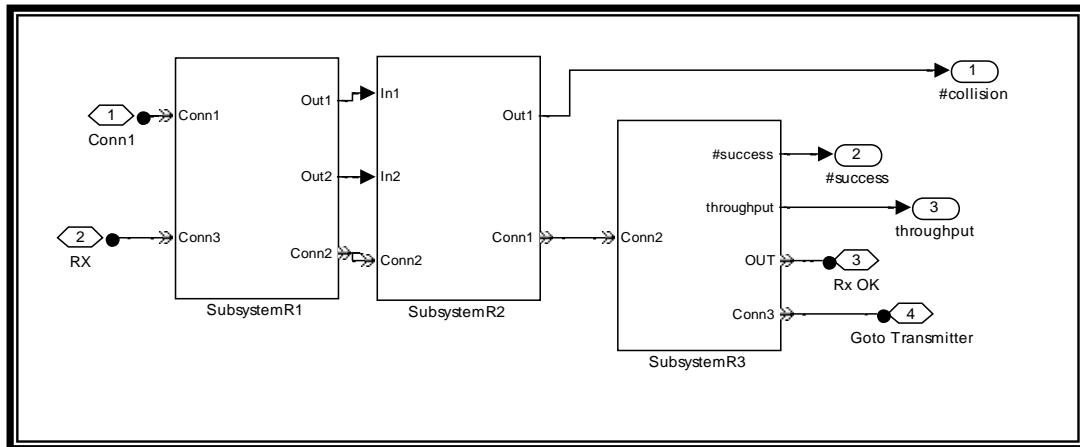 1
Conn1
2
RX
Conn1
Conn3
Out1
Out2
Conn2
SubsystemR1
In1
In2
Conn2
Out1
Conn1
SubsystemR2
Conn2
#success
throughput
OUT
Conn3
SubsystemR3
1
#collision
2
#success
3
throughput
3
Rx OK
4
Goto Transmitter